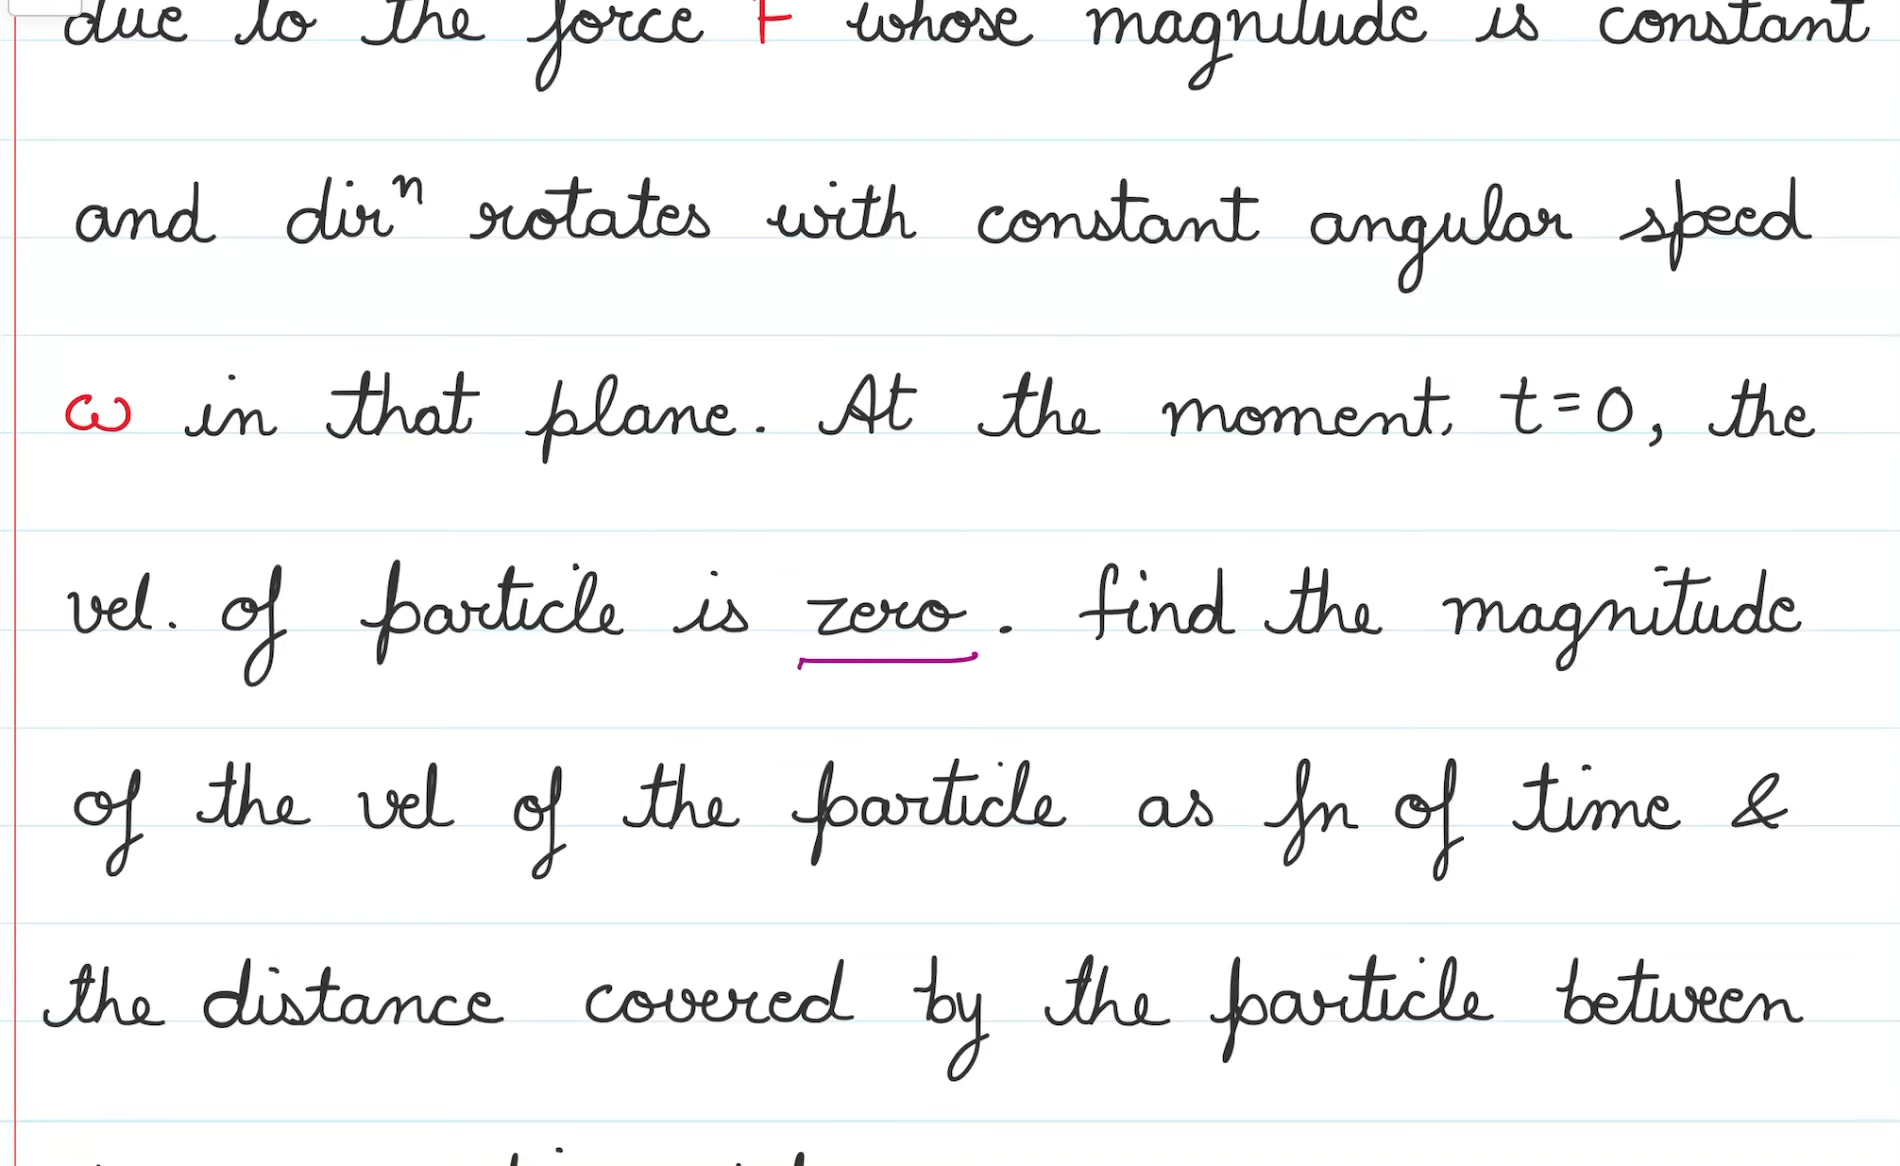 due to the force F whose magnitude is constant
and dirⁿ rotates with constant angular speed
ω in that plane. At the moment, t=0, the
vel. of particle is zero. find the magnitude
of the vel of the particle as fn of time &
the distance covered by the particle between